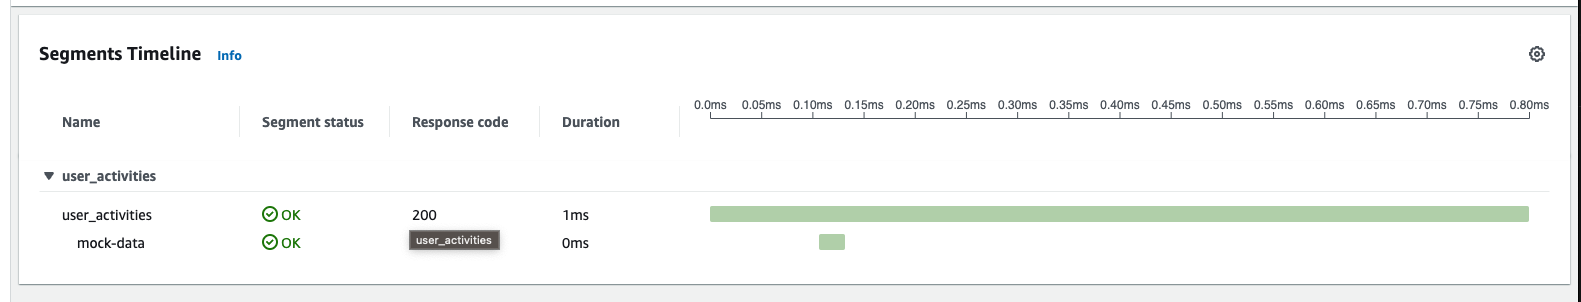 Segments Timeline Info
0.0ms 0.05ms 0.10ms 0.15ms 0.20ms 0.25ms 0.30ms 0.35ms 0.40ms 0.45ms 0.50ms 0.55ms 0.60ms 0.65ms 0.70ms 0.75ms 0.80ms
Name Segment status Response code Duration
user_activities
user_activities OK 200 1ms
mock-data OK user_activities 0ms